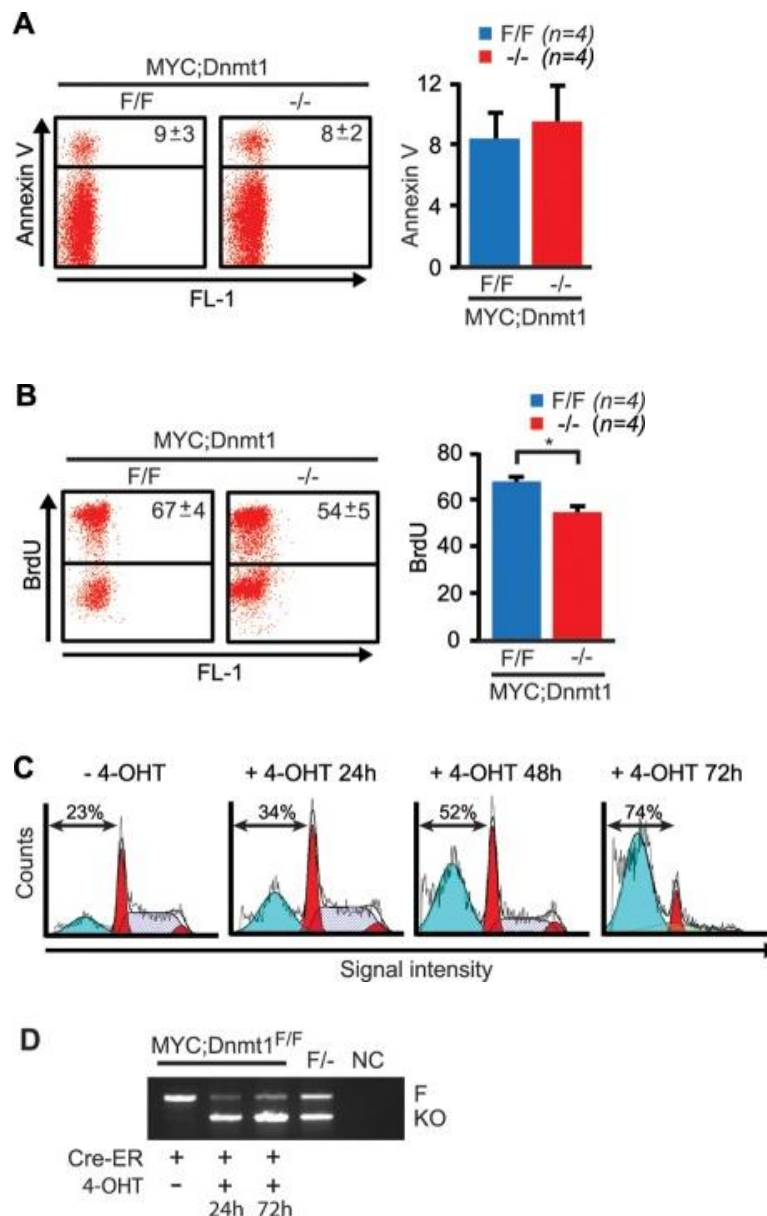 A
MYC;Dnmt1
F/F -/-
9±3 8±2
Annexin V
FL-1
F/F (n=4)
-/- (n=4)
12
8
4
0
Annexin V
F/F -/-
MYC;Dnmt1
B
MYC;Dnmt1
F/F -/-
67±4 54±5
BrdU
FL-1
F/F (n=4)
-/- (n=4)
*
80
60
40
20
0
BrdU
F/F -/-
MYC;Dnmt1
C
- 4-OHT + 4-OHT 24h + 4-OHT 48h + 4-OHT 72h
23% 34% 52% 74%
Counts
Signal intensity
D
MYC;Dnmt1F/F F/- NC
F
KO
Cre-ER + + +
4-OHT - + +
24h 72h